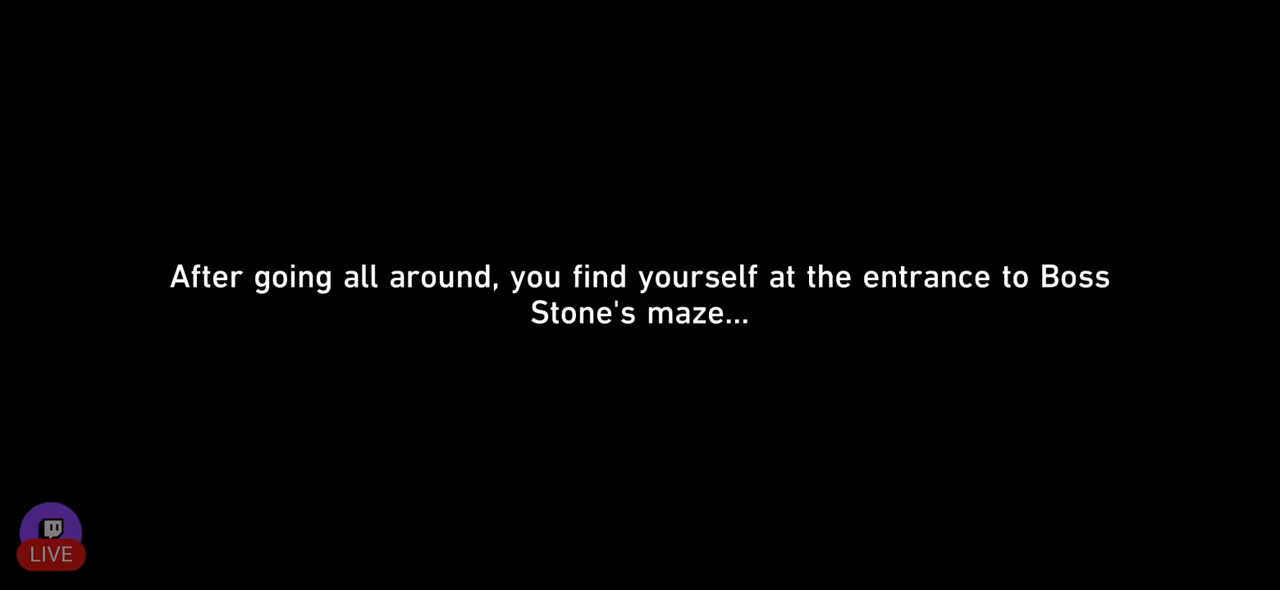 After going all around, you find yourself at the entrance to Boss
Stone's maze...
LIVE